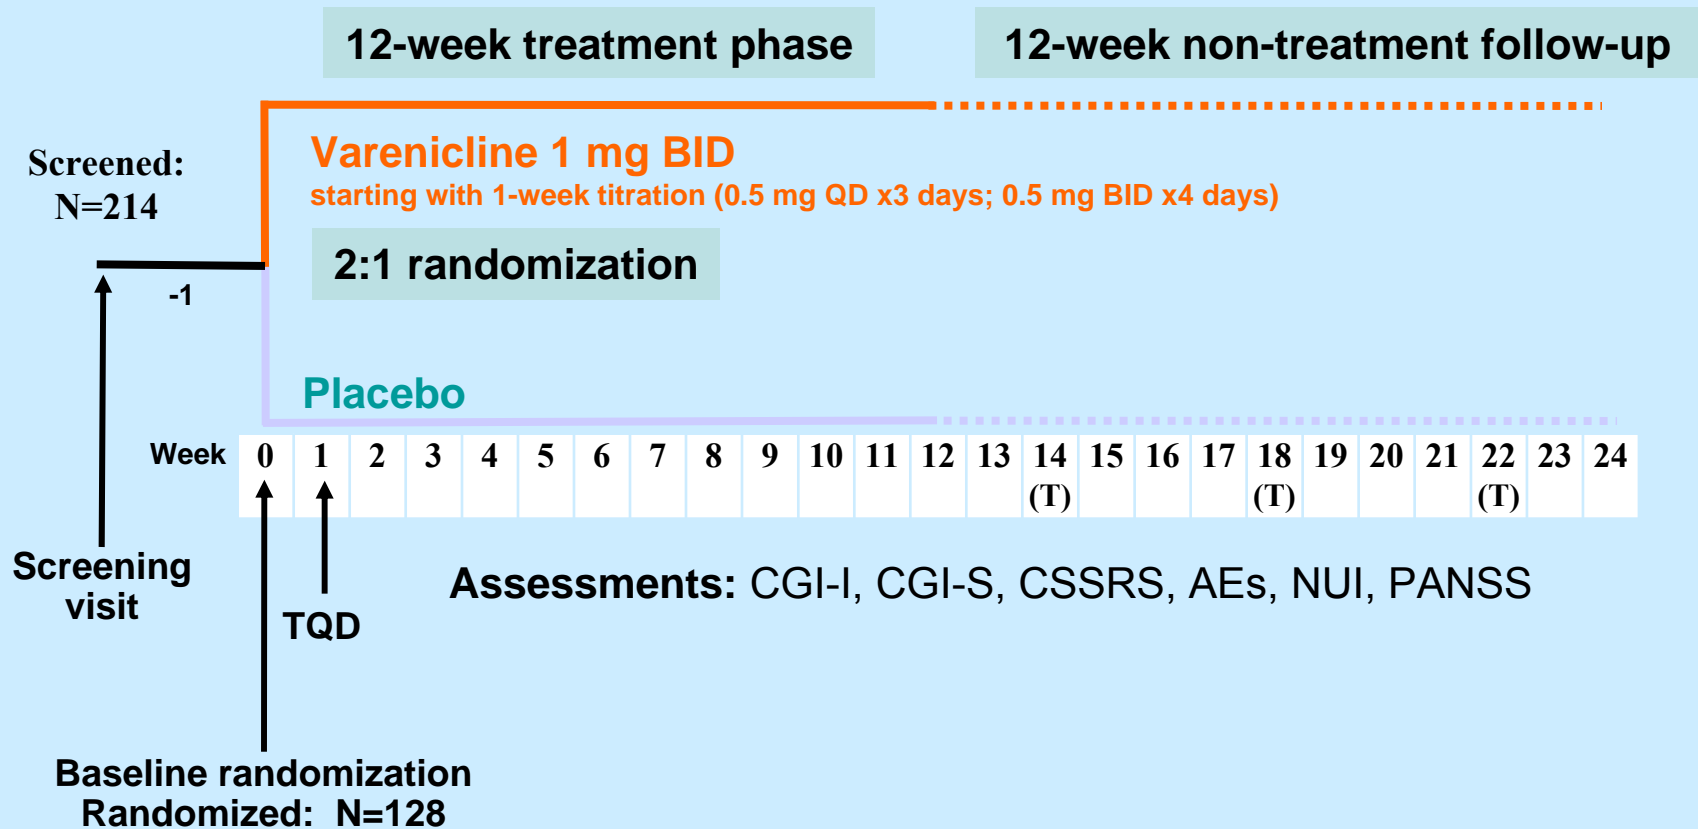 12-week treatment phase
12-week non-treatment follow-up
Screened:
N=214
Varenicline 1 mg BID
starting with 1-week titration (0.5 mg QD x3 days; 0.5 mg BID x4 days)
2:1 randomization
-1
Placebo
Week 0 1 2 3 4 5 6 7 8 9 10 11 12 13 14 15 16 17 18 19 20 21 22 23 24
(T) (T) (T)
Screening
visit
TQD
Assessments: CGI-I, CGI-S, CSSRS, AEs, NUI, PANSS
Baseline randomization
Randomized: N=128